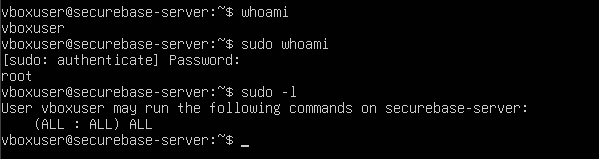 vboxuser@securebase-server:~$ whoami
vboxuser
vboxuser@securebase-server:~$ sudo whoami
[sudo: authenticate] Password:
root
vboxuser@securebase-server:~$ sudo -l
User vboxuser may run the following commands on securebase-server:
    (ALL : ALL) ALL
vboxuser@securebase-server:~$ _